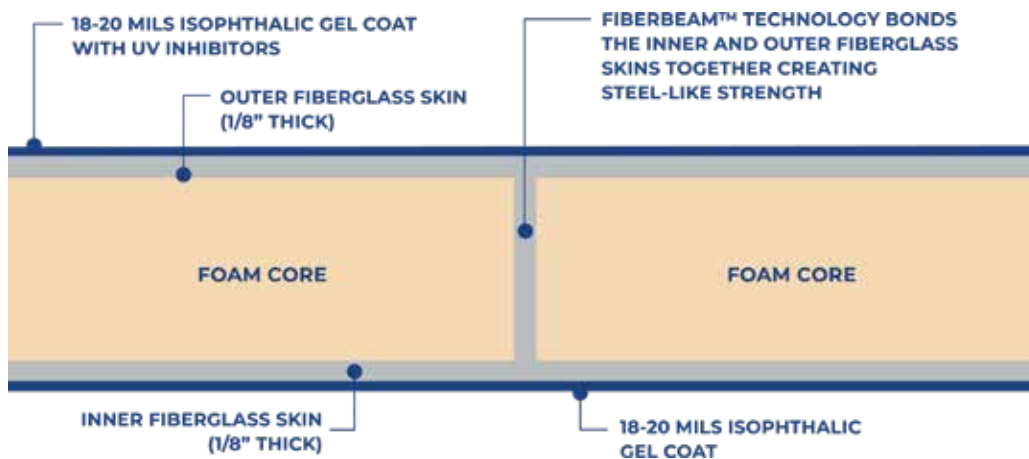 18-20 MILS ISOPHTHALIC GEL COAT
WITH UV INHIBITORS
OUTER FIBERGLASS SKIN
(1/8” THICK)
FIBERBEAM™ TECHNOLOGY BONDS
THE INNER AND OUTER FIBERGLASS
SKINS TOGETHER CREATING
STEEL-LIKE STRENGTH
FOAM CORE
FOAM CORE
INNER FIBERGLASS SKIN
(1/8” THICK)
18-20 MILS ISOPHTHALIC
GEL COAT